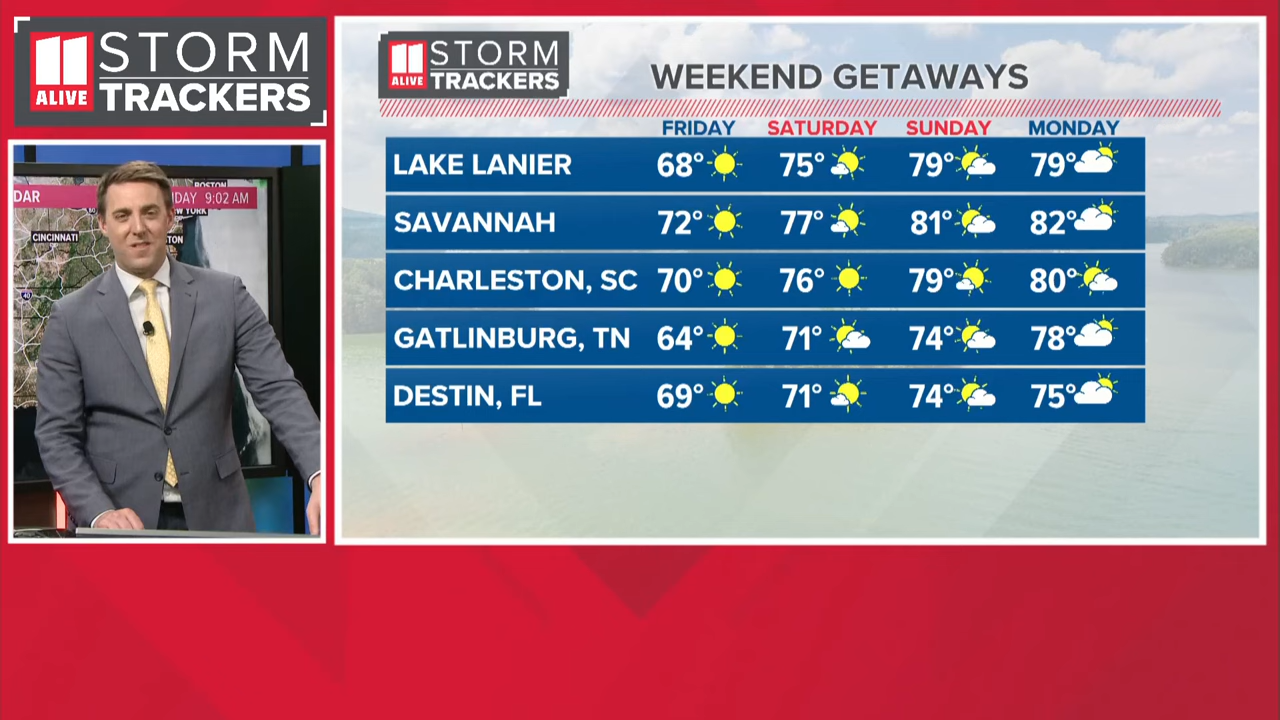 11 ALIVE
STORM
TRACKERS
11 ALIVE
STORM
TRACKERS
WEEKEND GETAWAYS
FRIDAY SATURDAY SUNDAY MONDAY
LAKE LANIER 68° 75° 79° 79°
SAVANNAH 72° 77° 81° 82°
CHARLESTON, SC 70° 76° 79° 80°
GATLINBURG, TN 64° 71° 74° 78°
DESTIN, FL 69° 71° 74° 75°
BOSTON
DAR
9:02 AM
CINCINNATI
40